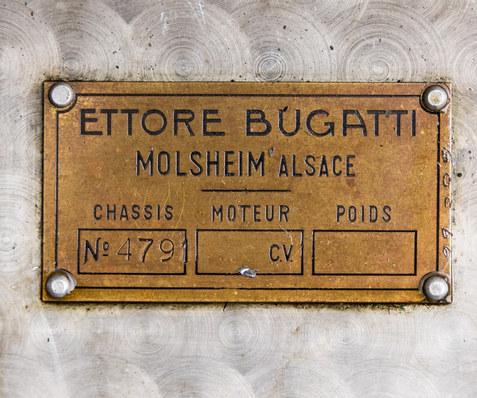 ETTORE BUGATTI
MOLSHEIM ALSACE
CHASSIS MOTEUR POIDS
Nº 4791 CV.